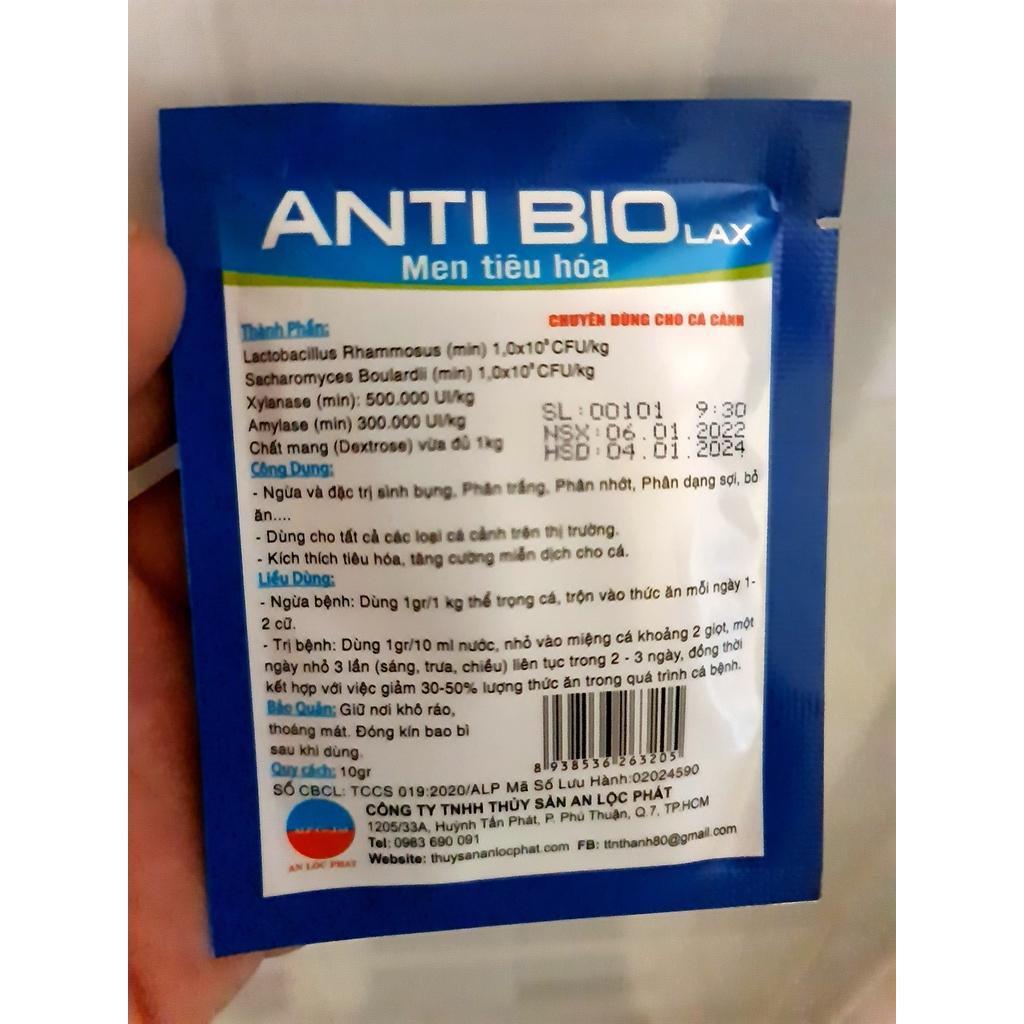 ANTI BIO LAX
Men tiêu hóa
CHUYÊN DÙNG CHO CÁ CẢNH
Thành Phần:
Lactobacillus Rhammosus (min) 1,0x10⁹ CFU/kg
Sacharomyces Boulardii (min) 1,0x10⁹ CFU/kg
Xylanase (min): 500.000 UI/kg
Amylase (min) 300.000 UI/kg
Chất mang (Dextrose) vừa đủ 1kg
SL:00101 9:30
NSX:06.01.2022
HSD:04.01.2024
Công Dụng:
- Ngừa và đặc trị sình bụng, Phân trắng, Phân nhớt, Phân dạng sợi, bỏ
ăn....
- Dùng cho tất cả các loại cá cảnh trên thị trường.
- Kích thích tiêu hóa, tăng cường miễn dịch cho cá.
Liều Dùng:
- Ngừa bệnh: Dùng 1gr/1 kg thể trọng cá, trộn vào thức ăn mỗi ngày 1-
2 cữ.
- Trị bệnh: Dùng 1gr/10 ml nước, nhỏ vào miệng cá khoảng 2 giọt, một
ngày nhỏ 3 lần (sáng, trưa, chiều) liên tục trong 2 - 3 ngày, đồng thời
kết hợp với việc giảm 30-50% lượng thức ăn trong quá trình cá bệnh.
Bảo Quản: Giữ nơi khô ráo,
thoáng mát. Đóng kín bao bì
sau khi dùng.
Quy cách: 10gr
8 938536 263205
SỐ CBCL: TCCS 019:2020/ALP Mã Số Lưu Hành:02024590
CÔNG TY TNHH THỦY SẢN AN LỘC PHÁT
1205/33A, Huỳnh Tấn Phát, P. Phú Thuận, Q.7, TP.HCM
Tel: 0983 690 091
Website: thuysananlocphat.com FB: ttnthanh80@gmail.com
AN LOC PHAT